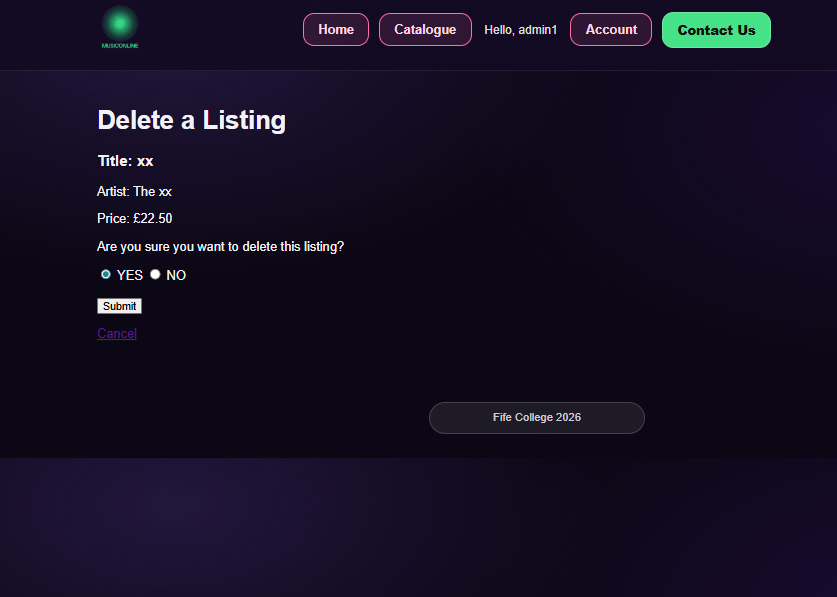 MUSICONLINE
Home Catalogue Hello, admin1 Account Contact Us
Delete a Listing
Title: xx
Artist: The xx
Price: £22.50
Are you sure you want to delete this listing?
YES NO
Submit
Cancel
Fife College 2026